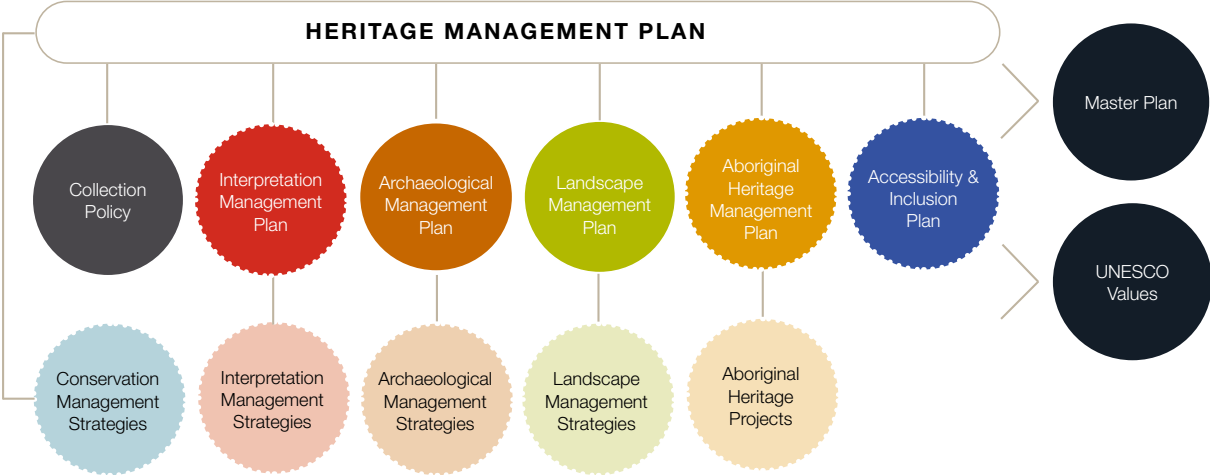 HERITAGE MANAGEMENT PLAN
Master Plan
Collection
Policy
Interpretation
Management
Plan
Archaeological
Management
Plan
Landscape
Management
Plan
Aboriginal
Heritage
Management
Plan
Accessibility &
Inclusion
Plan
UNESCO
Values
Conservation
Management
Strategies
Interpretation
Management
Strategies
Archaeological
Management
Strategies
Landscape
Management
Strategies
Aboriginal
Heritage
Projects